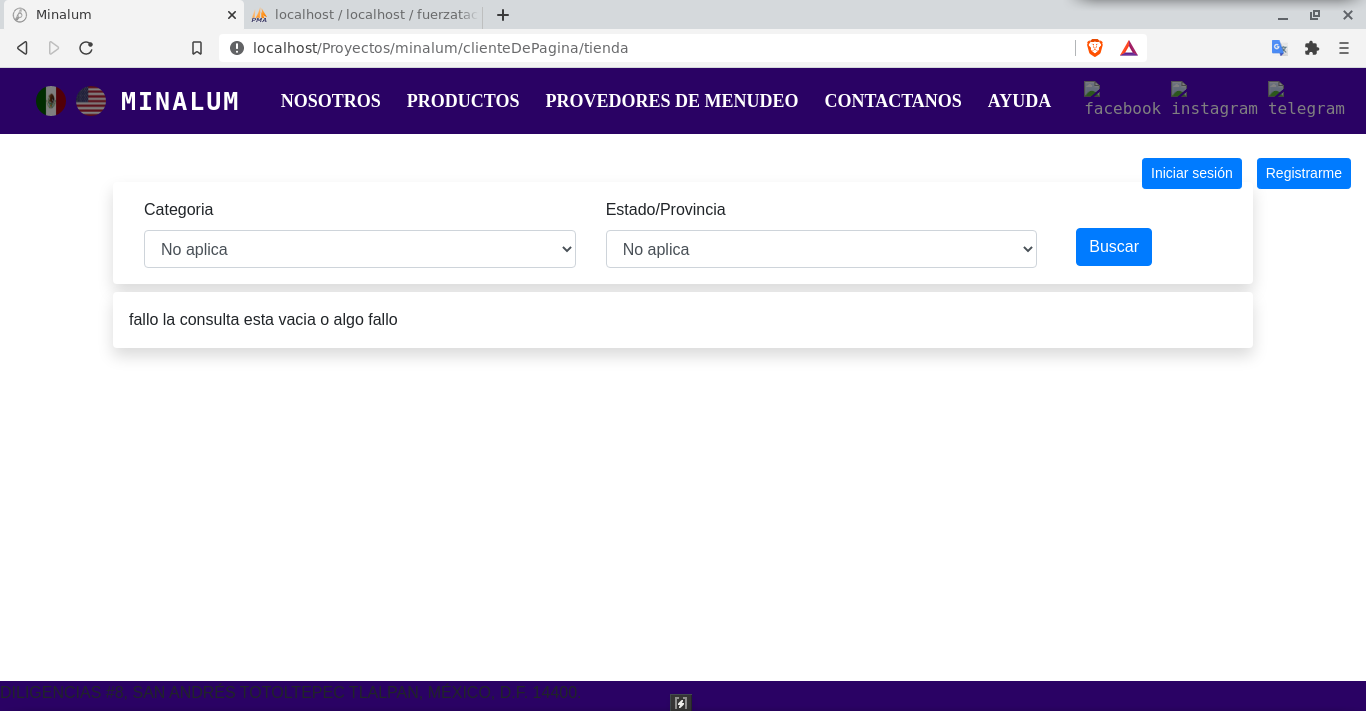 Minalum
localhost / localhost / fuerzatac
localhost/Proyectos/minalum/clienteDePagina/tienda
MINALUM NOSOTROS PRODUCTOS PROVEDORES DE MENUDEO CONTACTANOS AYUDA facebook instagram telegram
Iniciar sesión Registrarme
Categoria Estado/Provincia
No aplica No aplica Buscar
fallo la consulta esta vacia o algo fallo
DILIGENCIAS #8, SAN ANDRÉS TOTOLTEPEC TLALPAN, MÉXICO, D.F. 14400.